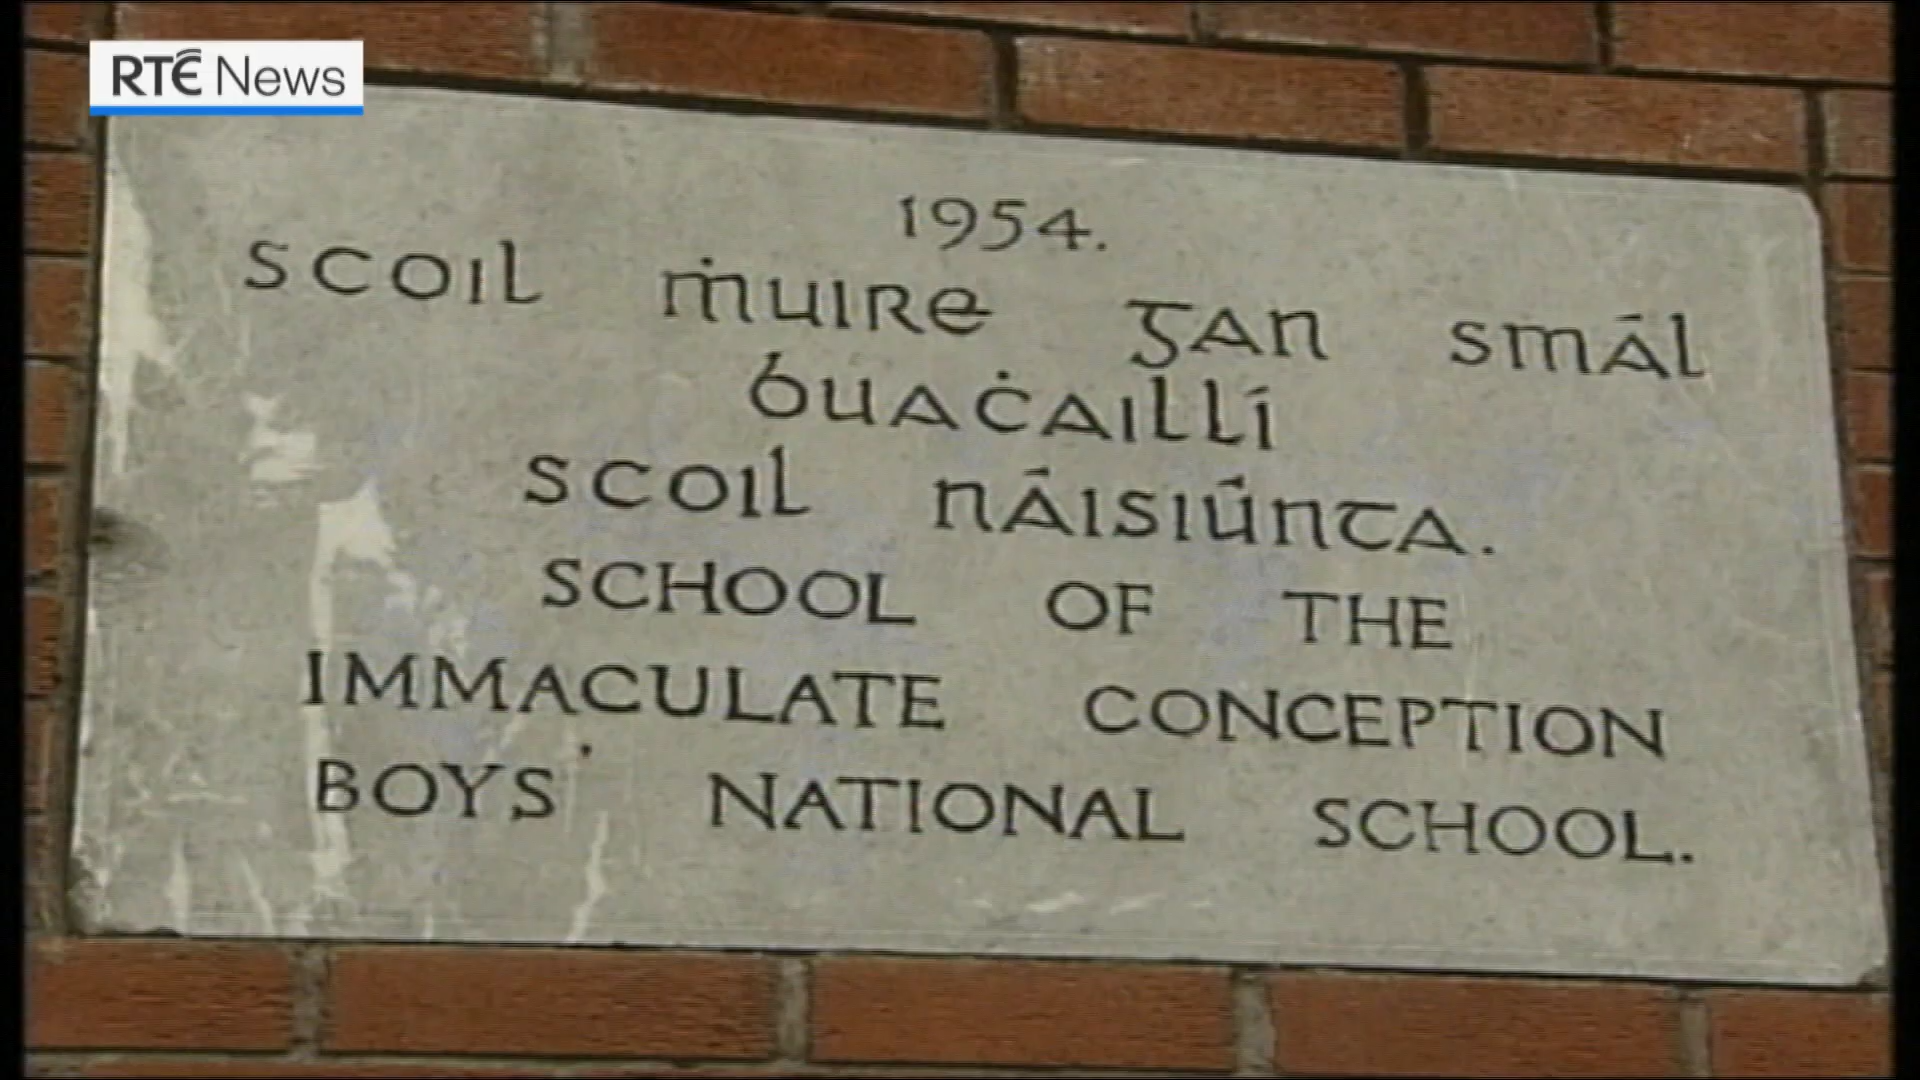 RTÉ News
1954.
SCOIL ṁUIRE GAN SMÁL
BUAĊAILLÍ
SCOIL NÁISIÚNTA.
SCHOOL OF THE
IMMACULATE CONCEPTION
BOYS' NATIONAL SCHOOL.